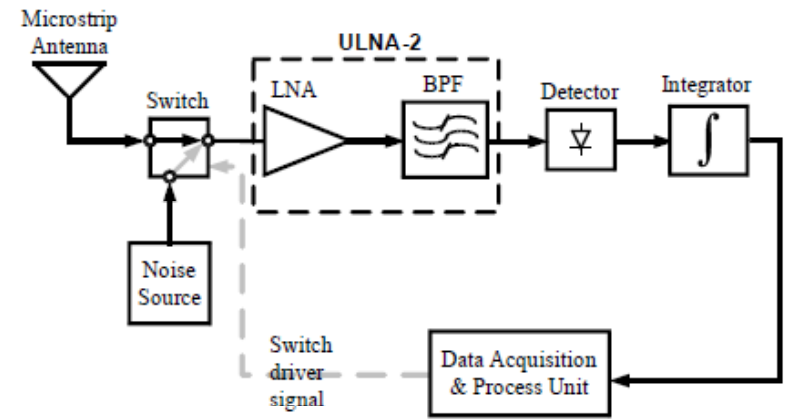 Microstrip
Antenna
ULNA-2
Switch
LNA
BPF
Detector
Integrator
∫
Noise
Source
Switch
driver
signal
Data Acquisition
& Process Unit